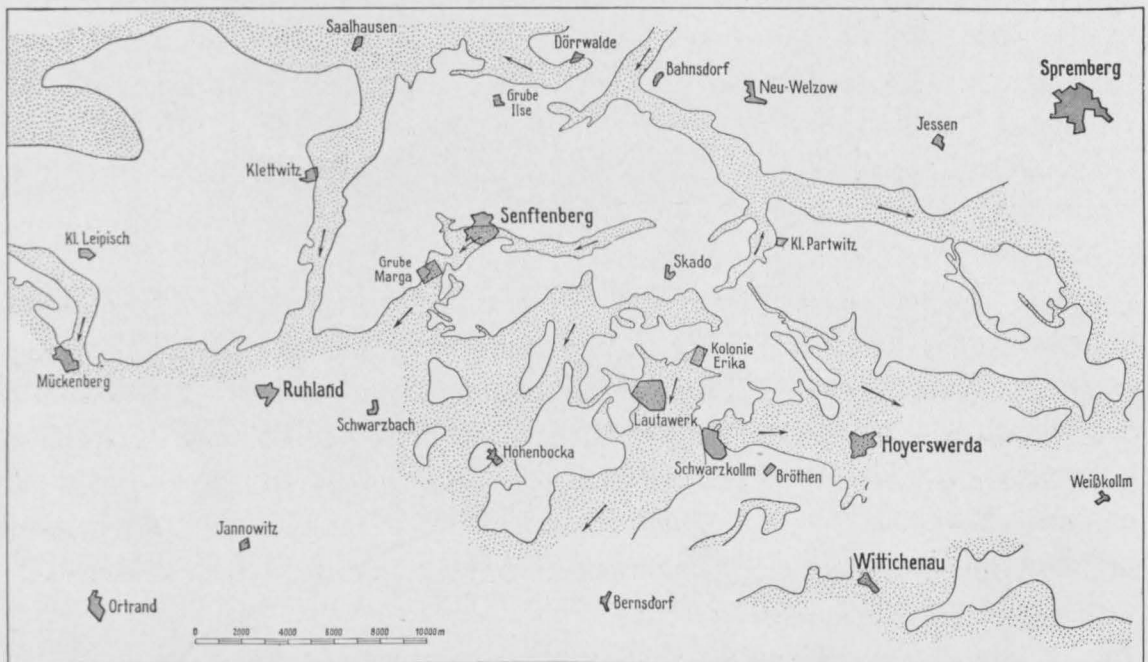 Saalhausen
Dörrwalde
Bahnsdorf
Neu-Welzow
Spremberg
Grube
Ilse
Jessen
Klettwitz
Senftenberg
Kl. Leipisch
Kl. Partwitz
Grube
Marga
Skado
Kolonie
Erika
Mückenberg
Ruhland
Schwarzbach
Lautawerk
Hohenbocka
Schwarzkollm
Hoyerswerda
Bröthen
Weißkollm
Jannowitz
Wittichenau
Ortrand
Bernsdorf
0 2000 4000 6000 8000 10000 m